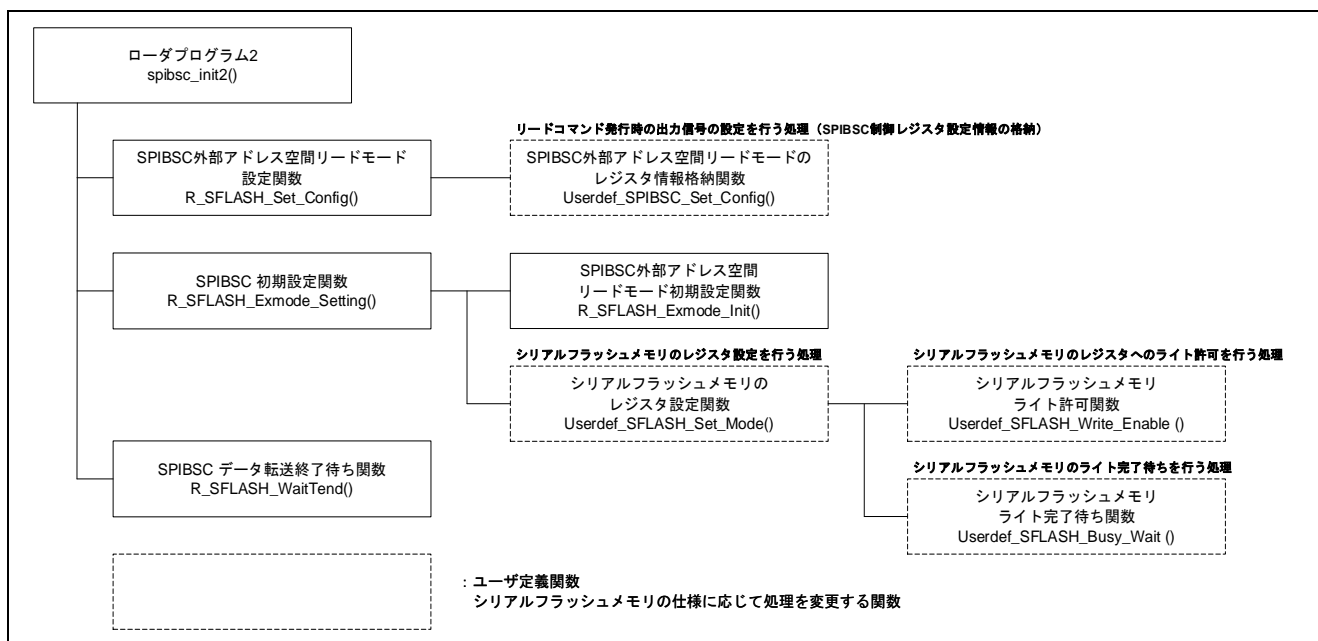 ローダプログラム2
spibsc_init2()
リードコマンド発行時の出力信号の設定を行う処理（SPIBSC制御レジスタ設定情報の格納）
SPIBSC外部アドレス空間リードモード
設定関数
R_SFLASH_Set_Config()
SPIBSC外部アドレス空間リードモードの
レジスタ情報格納関数
Userdef_SPIBSC_Set_Config()
SPIBSC 初期設定関数
R_SFLASH_Exmode_Setting()
SPIBSC外部アドレス空間
リードモード初期設定関数
R_SFLASH_Exmode_Init()
シリアルフラッシュメモリのレジスタ設定を行う処理
シリアルフラッシュメモリの
レジスタ設定関数
Userdef_SFLASH_Set_Mode()
シリアルフラッシュメモリのレジスタへのライト許可を行う処理
シリアルフラッシュメモリ
ライト許可関数
Userdef_SFLASH_Write_Enable ()
SPIBSC データ転送終了待ち関数
R_SFLASH_WaitTend()
シリアルフラッシュメモリのライト完了待ちを行う処理
シリアルフラッシュメモリ
ライト完了待ち関数
Userdef_SFLASH_Busy_Wait ()
：ユーザ定義関数
シリアルフラッシュメモリの仕様に応じて処理を変更する関数